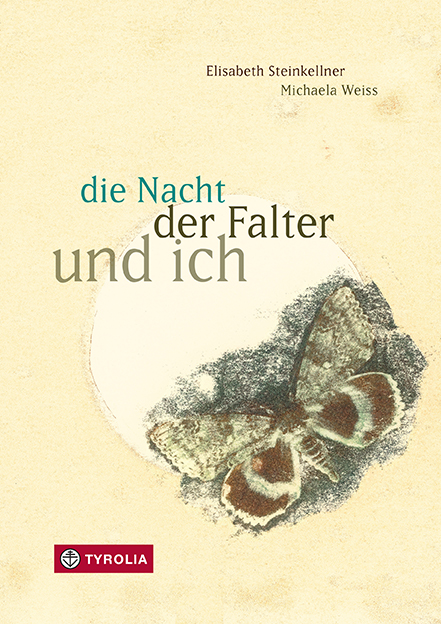 Elisabeth Steinkellner
Michaela Weiss
die Nacht
der Falter
und ich
TYROLIA